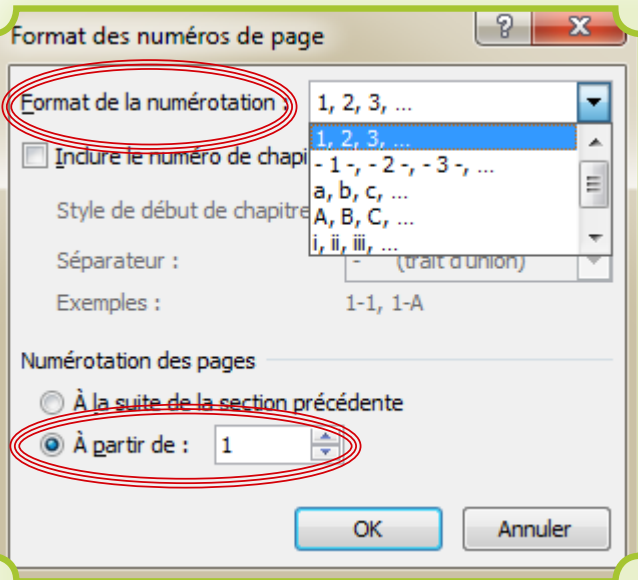 Format des numéros de page
Format de la numérotation : 1, 2, 3, ...
1, 2, 3, ...
Inclure le numéro de chapi
- 1 -, - 2 -, - 3 -, ...
a, b, c, ...
Style de début de chapitre
A, B, C, ...
i, ii, iii, ...
Séparateur : - (trait d'union)
Exemples : 1-1, 1-A
Numérotation des pages
À la suite de la section précédente
À partir de : 1
OK Annuler